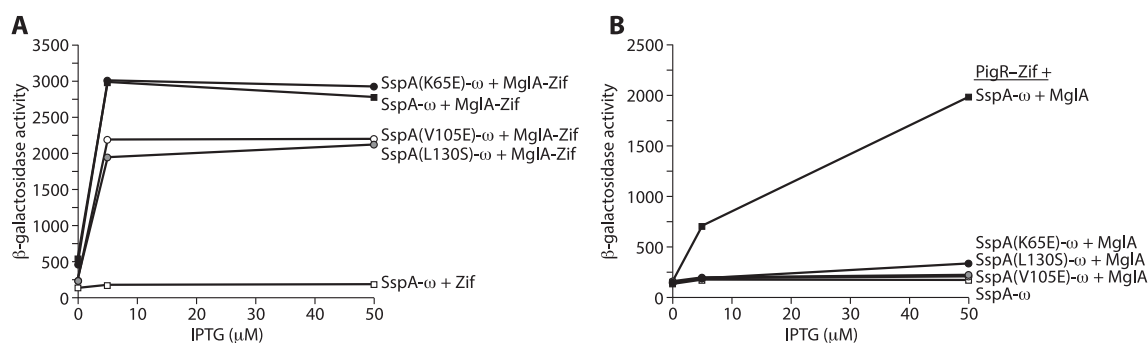 A
β-galactosidase activity
3500
3000
2500
2000
1500
1000
500
0
0
10
20
30
40
50
IPTG (μM)
SspA(K65E)-ω + MglA-Zif
SspA-ω + MglA-Zif
SspA(V105E)-ω + MglA-Zif
SspA(L130S)-ω + MglA-Zif
SspA-ω + Zif
B
β-galactosidase activity
2500
2000
1500
1000
500
0
0
10
20
30
40
50
IPTG (μM)
PigR–Zif +
SspA-ω + MglA
SspA(K65E)-ω + MglA
SspA(L130S)-ω + MglA
SspA(V105E)-ω + MglA
SspA-ω